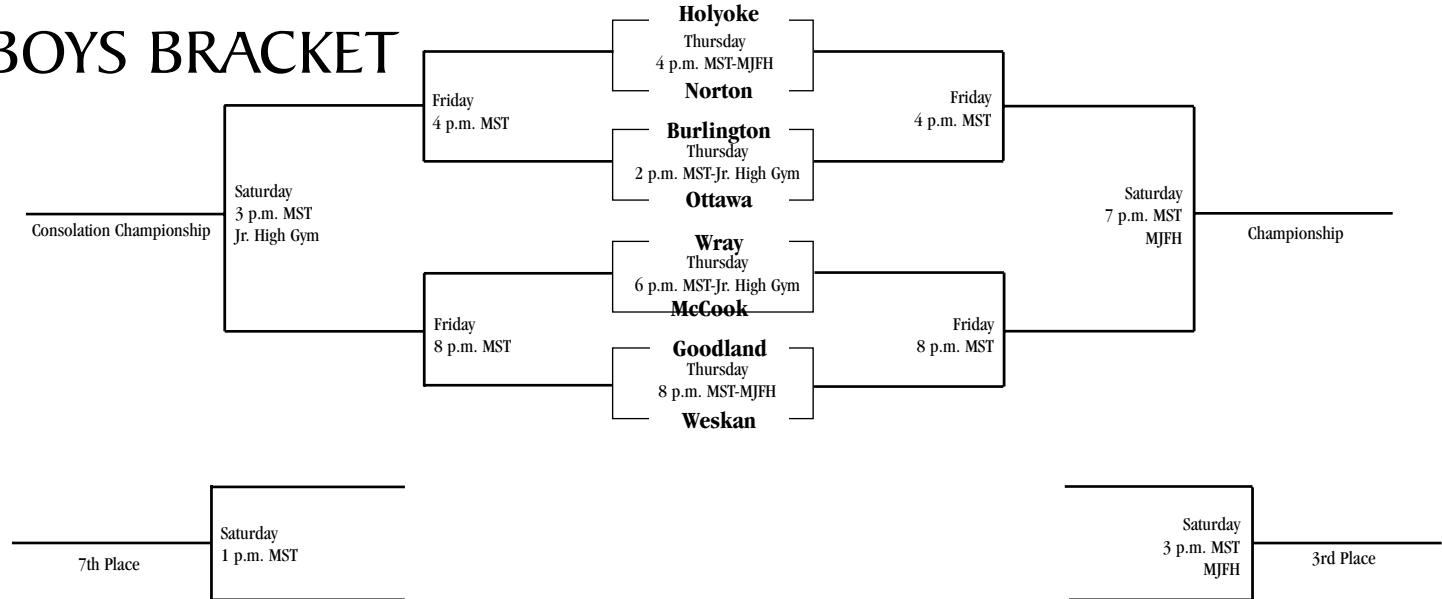 BOYS BRACKET
Holyoke
Thursday
4 p.m. MST-MJFH
Norton
Burlington
Thursday
2 p.m. MST-Jr. High Gym
Ottawa
Wray
Thursday
6 p.m. MST-Jr. High Gym
McCook
Goodland
Thursday
8 p.m. MST-MJFH
Weskan
Friday
4 p.m. MST
Friday
8 p.m. MST
Saturday
3 p.m. MST
Jr. High Gym
Consolation Championship
Friday
4 p.m. MST
Friday
8 p.m. MST
Saturday
7 p.m. MST
MJFH
Championship
Saturday
1 p.m. MST
7th Place
Saturday
3 p.m. MST
MJFH
3rd Place